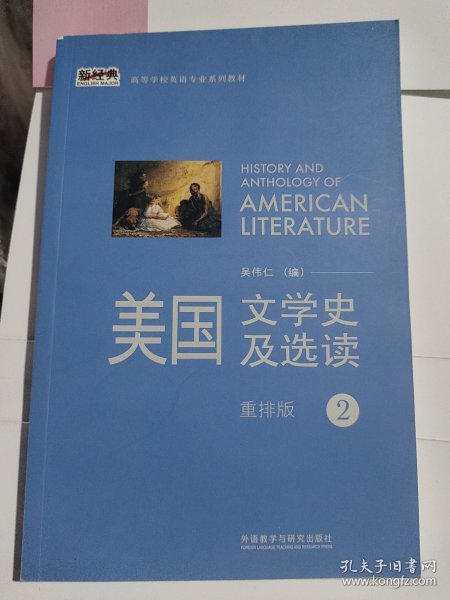 新经典
ENGLISH MAJOR
高等学校英语专业系列教材
HISTORY AND
ANTHOLOGY OF
AMERICAN
LITERATURE
吴伟仁 (编)
美国
文学史
及选读
重排版 2
外语教学与研究出版社
FOREIGN LANGUAGE TEACHING AND RESEARCH PRESS
孔夫子旧书网
www.kongfz.com